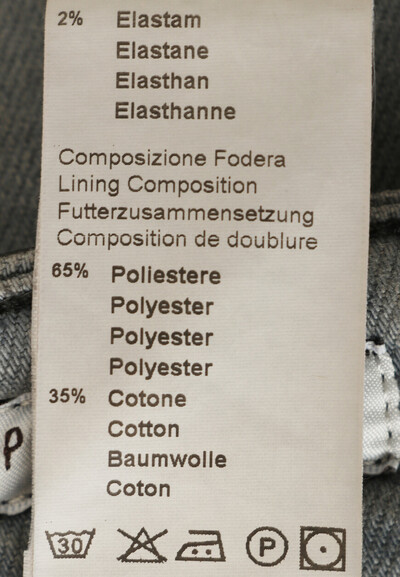 2% Elastam
Elastane
Elasthan
Elasthanne
Composizione Fodera
Lining Composition
Futterzusammensetzung
Composition de doublure
65% Poliestere
Polyester
Polyester
Polyester
35% Cotone
Cotton
Baumwolle
Coton
P
30 P